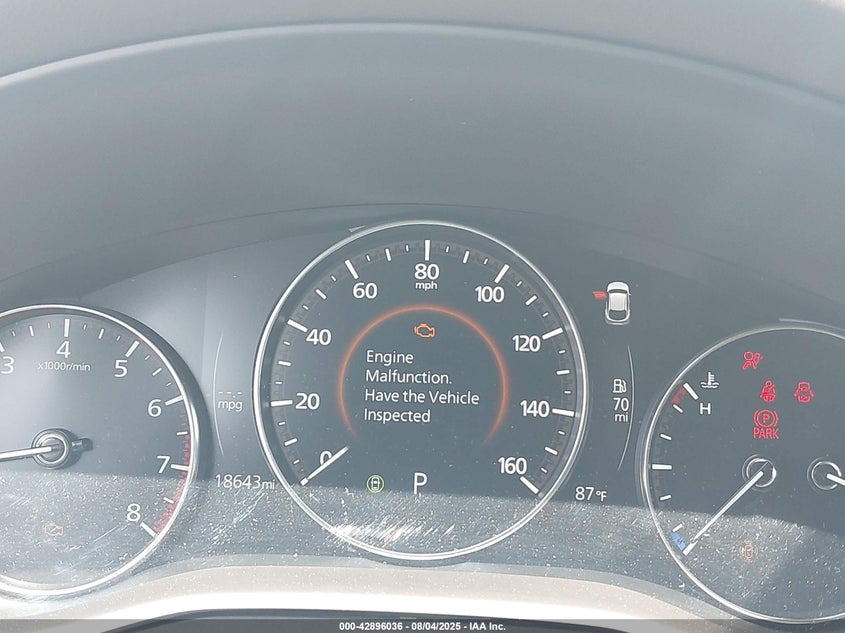 80
mph
60
100
40
120
20
140
0
160
Engine
Malfunction.
Have the Vehicle
Inspected
P
3
4
5
x1000r/min
6
7
8
mpg
18643mi
70
mi
87°F
H
PARK
000-42896036 - 08/04/2025 - IAA Inc.